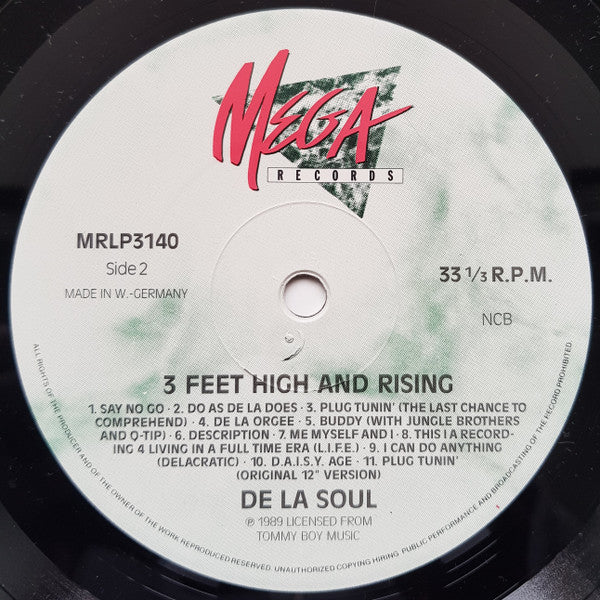 MEGA
RECORDS
MRLP3140
Side 2
MADE IN W.-GERMANY
33 1/3 R.P.M.
NCB
3 FEET HIGH AND RISING
1. SAY NO GO · 2. DO AS DE LA DOES · 3. PLUG TUNIN' (THE LAST CHANCE TO
COMPREHEND) · 4. DE LA ORGEE · 5. BUDDY (WITH JUNGLE BROTHERS
AND Q-TIP) · 6. DESCRIPTION · 7. ME MYSELF AND I · 8. THIS I A RECORD-
ING 4 LIVING IN A FULL TIME ERA (L.I.F.E.) · 9. I CAN DO ANYTHING
(DELACRATIC) · 10. D.A.I.S.Y. AGE · 11. PLUG TUNIN'
(ORIGINAL 12" VERSION)
DE LA SOUL
℗ 1989 LICENSED FROM
TOMMY BOY MUSIC
ALL RIGHTS OF THE PRODUCER AND OF THE OWNER OF THE WORK REPRODUCED RESERVED. UNAUTHORIZED COPYING HIRING. PUBLIC PERFORMANCE AND BROADCASTING OF THE RECORD PROHIBITED.